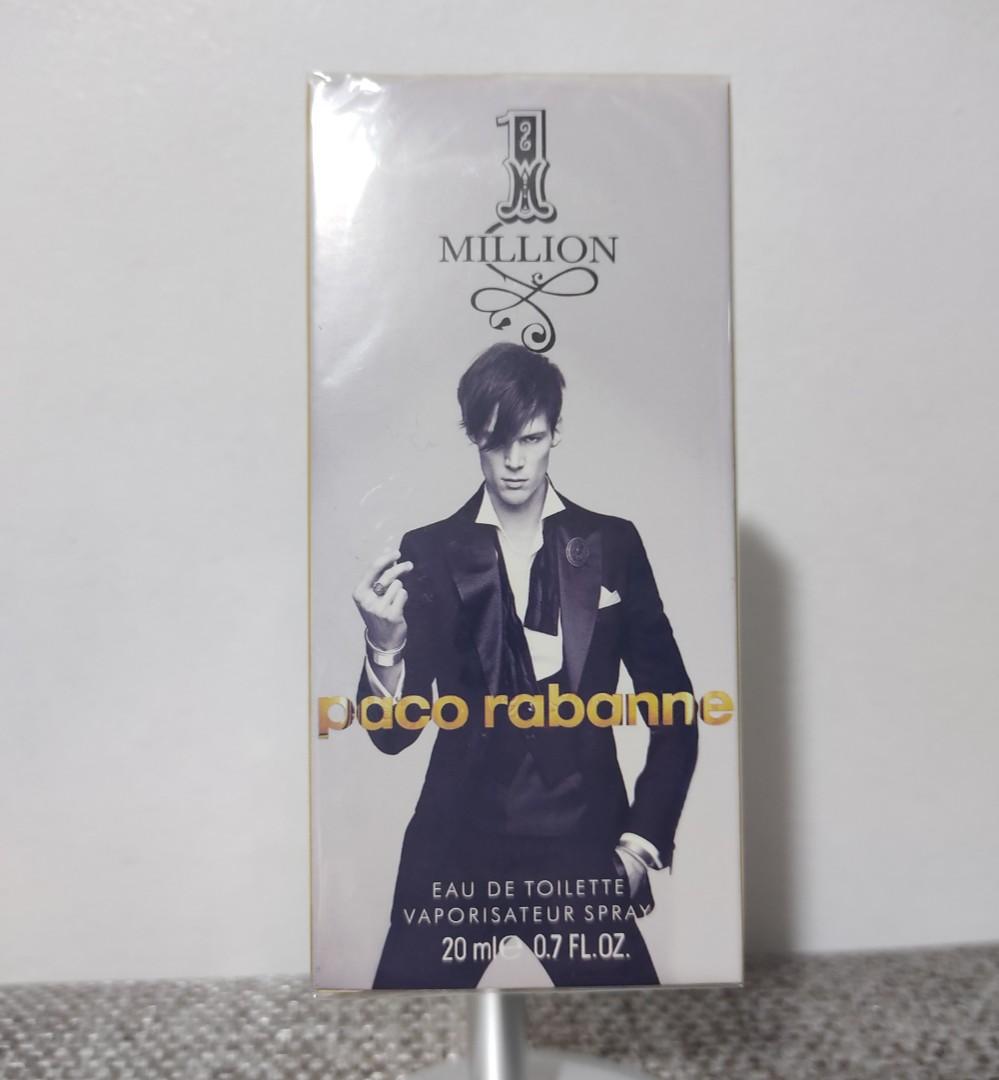 1
MILLION
paco rabanne
EAU DE TOILETTE
VAPORISATEUR SPRAY
20 ml ℮ 0.7 FL.OZ.